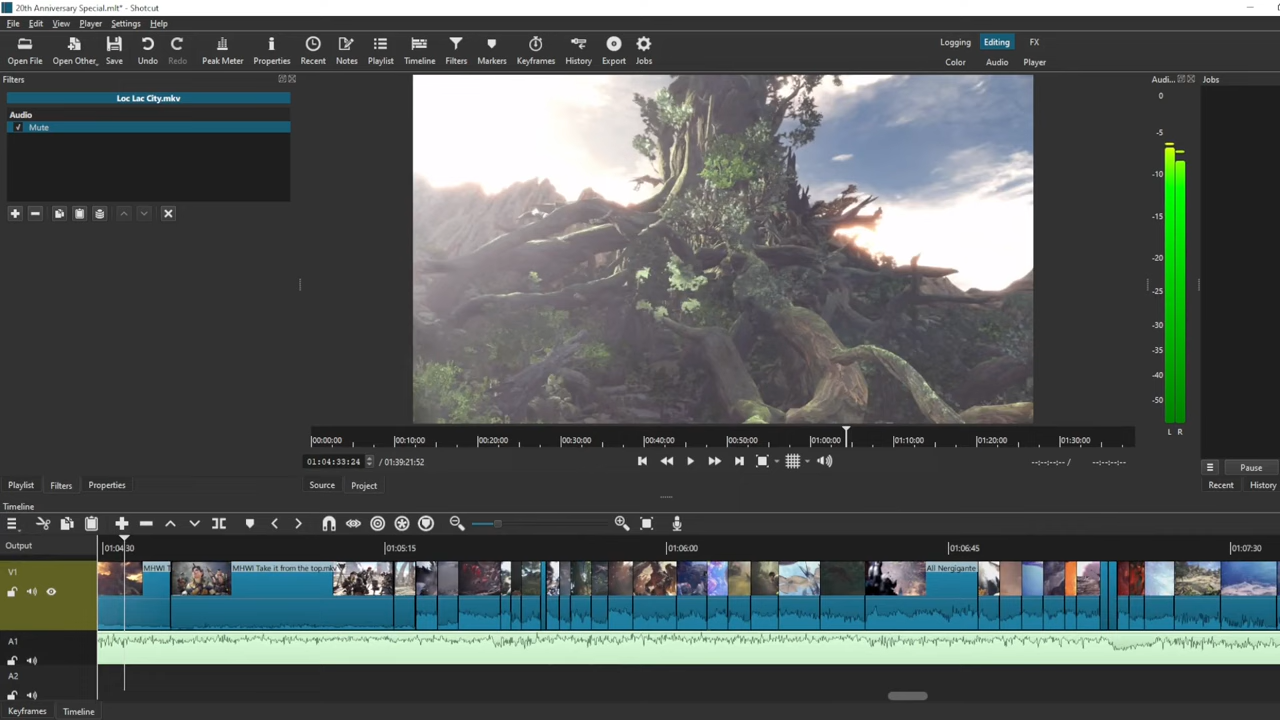 20th Anniversary Special.mlt* - Shotcut
File Edit View Player Settings Help
Open File Open Other.. Save Undo Redo Peak Meter Properties Recent Notes Playlist Timeline Filters Markers Keyframes History Export Jobs
Logging Editing FX
Color Audio Player
Filters
Loc Lac City.mkv
Audio
Mute
Audi...
0
-5
-10
-15
-20
-25
-30
-35
-40
-50
L R
Jobs
00:00:00 00:10:00 00:20:00 00:30:00 00:40:00 00:50:00 01:00:00 01:10:00 01:20:00 01:30:00
01:04:33:24 / 01:39:21:52
--:--:--:-- / --:--:--:--
Pause
Playlist Filters Properties
Source Project
Recent History
Timeline
Output
01:04:30 01:05:15 01:06:00 01:06:45 01:07:30
V1
MHWI T
MHWI Take it from the top.mkv
All Nergigante
A1
A2
Keyframes Timeline